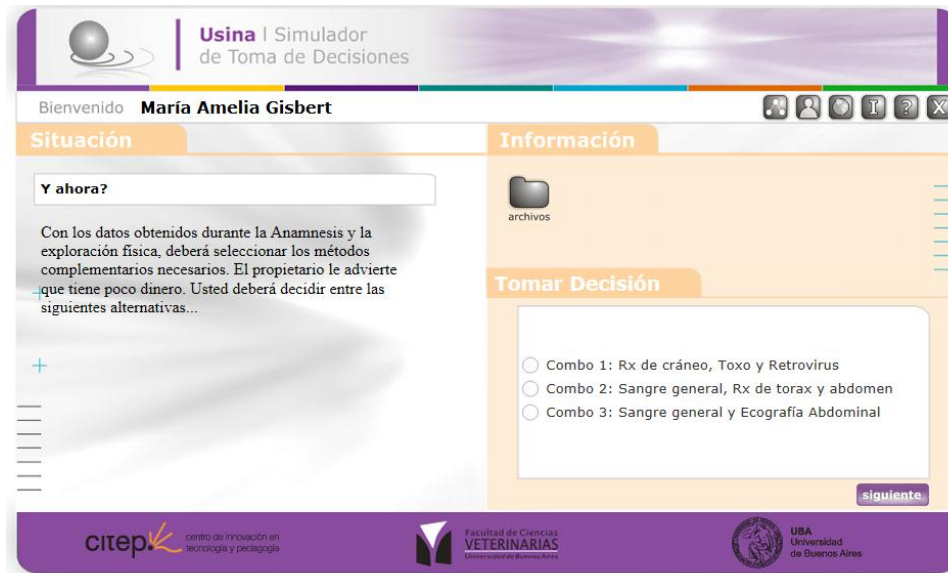 Usina | Simulador
de Toma de Decisiones
Bienvenido María Amelia Gisbert
I ? X
Situación
Y ahora?
Con los datos obtenidos durante la Anamnesis y la
exploración física, deberá seleccionar los métodos
complementarios necesarios. El propietario le advierte
que tiene poco dinero. Usted deberá decidir entre las
siguientes alternativas...
Información
archivos
Tomar Decisión
Combo 1: Rx de cráneo, Toxo y Retrovirus
Combo 2: Sangre general, Rx de torax y abdomen
Combo 3: Sangre general y Ecografía Abdominal
siguiente
citep.
centro de innovación en
tecnología y pedagogía
Facultad de Ciencias
VETERINARIAS
Universidad de Buenos Aires
UBA
Universidad
de Buenos Aires